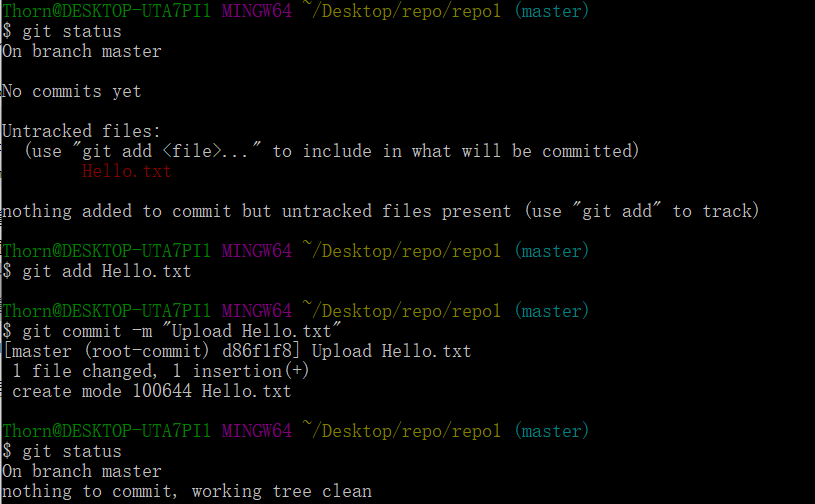 Thorn@DESKTOP-UTA7PI1 MINGW64 ~/Desktop/repo/repo1 (master)
$ git status
On branch master
No commits yet
Untracked files:
(use "git add <file>..." to include in what will be committed)
Hello.txt
nothing added to commit but untracked files present (use "git add" to track)
Thorn@DESKTOP-UTA7PI1 MINGW64 ~/Desktop/repo/repo1 (master)
$ git add Hello.txt
Thorn@DESKTOP-UTA7PI1 MINGW64 ~/Desktop/repo/repo1 (master)
$ git commit -m "Upload Hello.txt"
[master (root-commit) d86f1f8] Upload Hello.txt
1 file changed, 1 insertion(+)
create mode 100644 Hello.txt
Thorn@DESKTOP-UTA7PI1 MINGW64 ~/Desktop/repo/repo1 (master)
$ git status
On branch master
nothing to commit, working tree clean